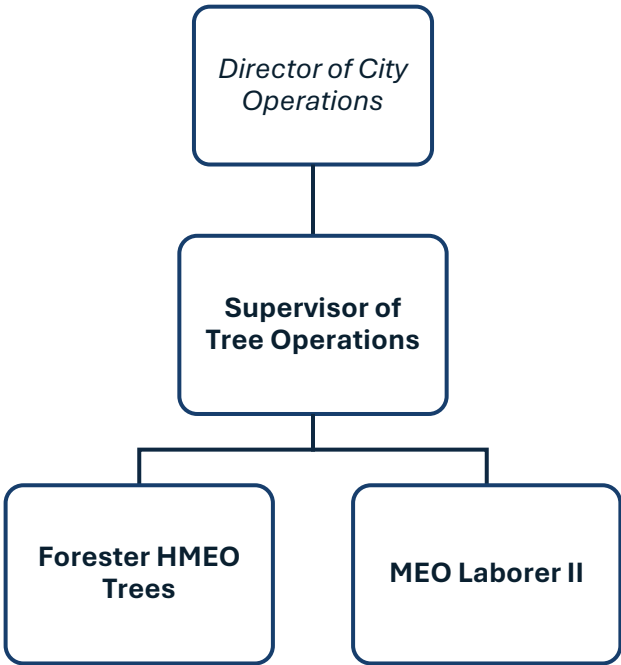 Director of City
Operations
Supervisor of
Tree Operations
Forester HMEO
Trees
MEO Laborer II